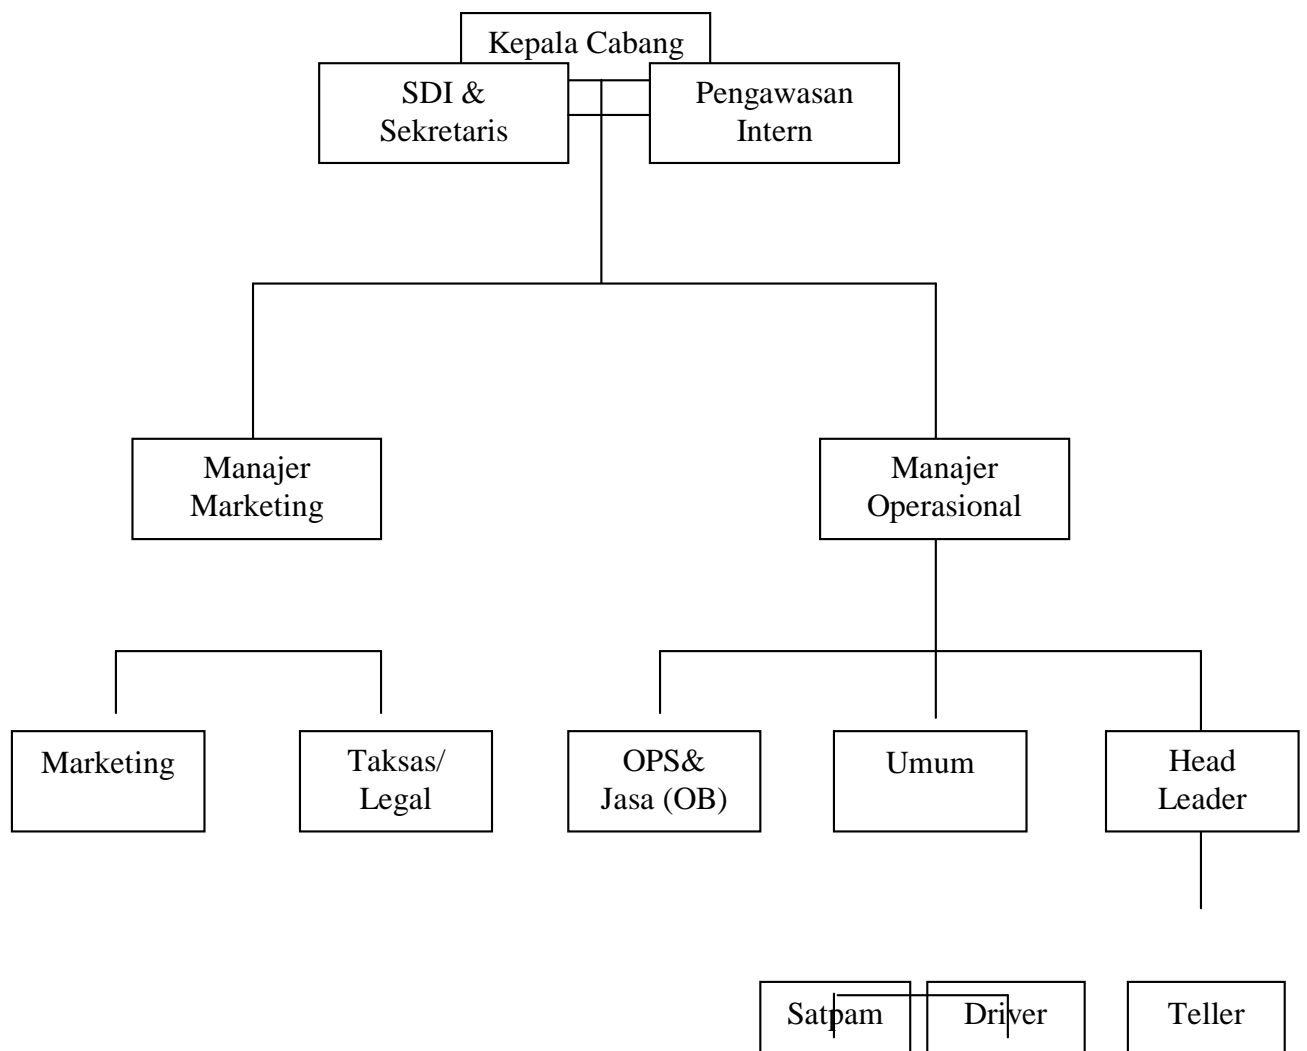 Kepala Cabang
SDI &
Sekretaris
Pengawasan
Intern
Manajer
Marketing
Manajer
Operasional
Marketing
Taksas/
Legal
OPS&
Jasa (OB)
Umum
Head
Leader
Satpam
Driver
Teller